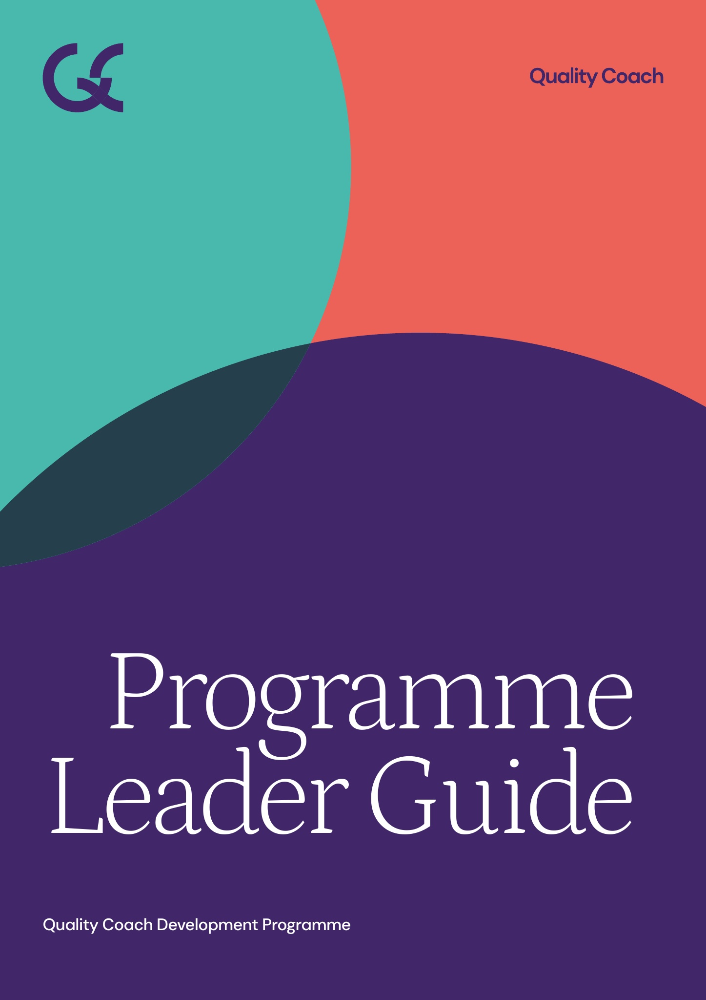 Quality Coach
Programme
Leader Guide
Quality Coach Development Programme